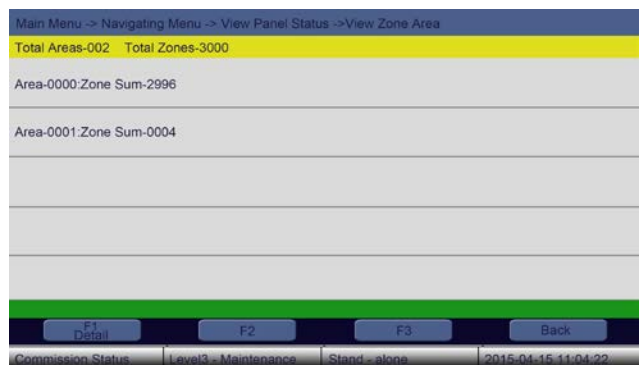 Main Menu -> Navigating Menu -> View Panel Status ->View Zone Area
Total Areas-002 Total Zones-3000
Area-0000:Zone Sum-2996
Area-0001:Zone Sum-0004
F1 F2 F3 Back
Detail
Commission Status Level3 - Maintenance Stand - alone 2015-04-15 11:04:22